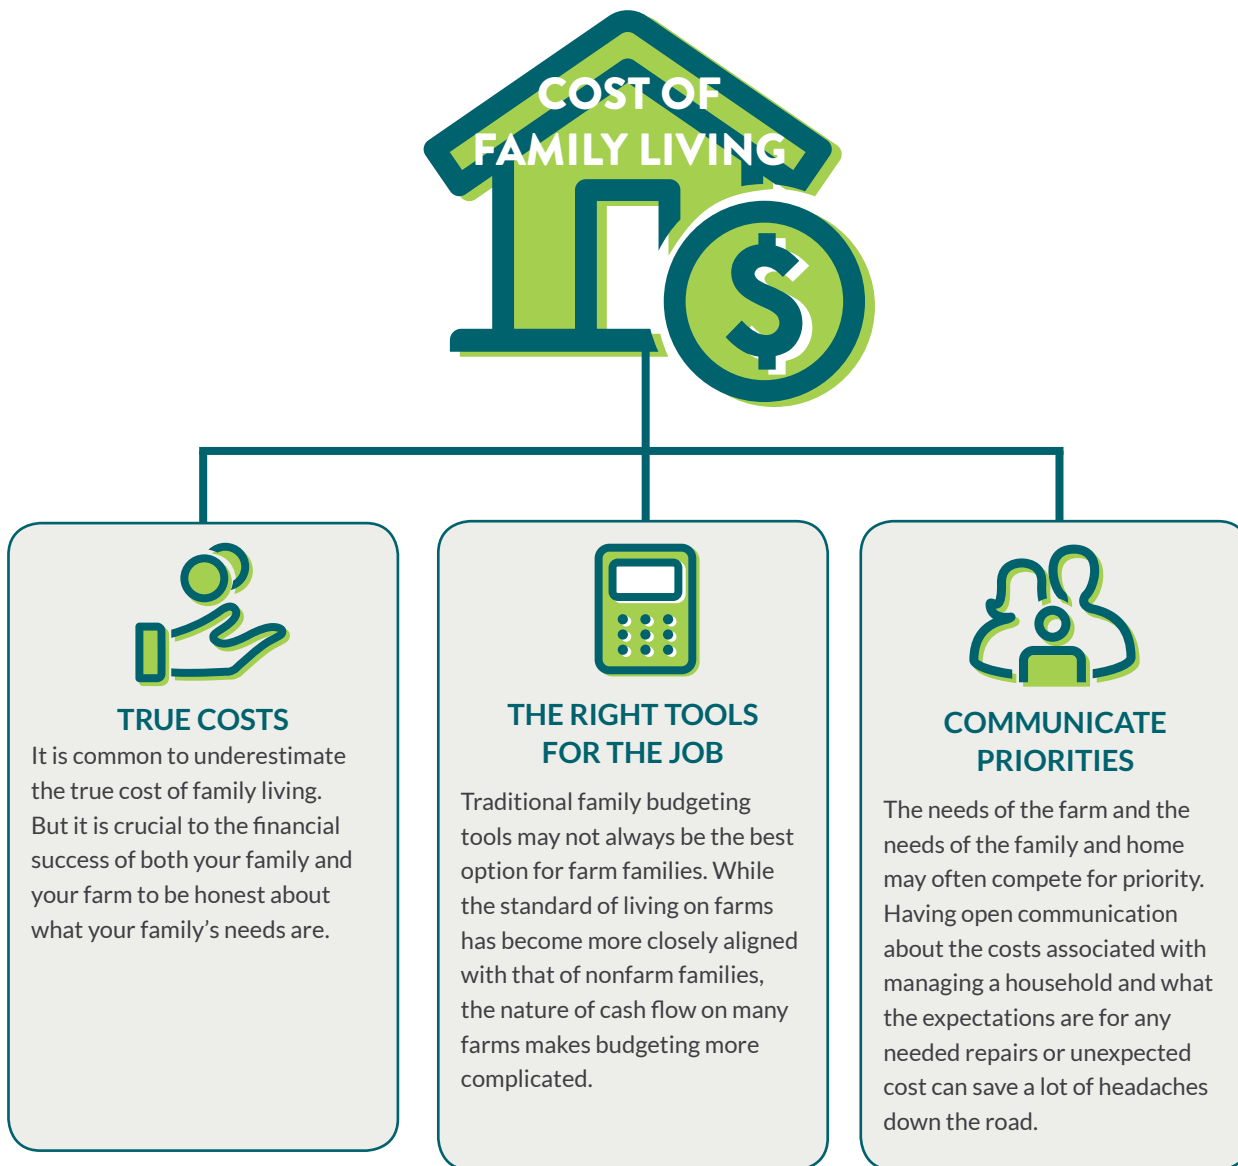 COST OF
FAMILY LIVING
$
TRUE COSTS
It is common to underestimate
the true cost of family living.
But it is crucial to the financial
success of both your family and
your farm to be honest about
what your family’s needs are.
THE RIGHT TOOLS
FOR THE JOB
Traditional family budgeting
tools may not always be the best
option for farm families. While
the standard of living on farms
has become more closely aligned
with that of nonfarm families,
the nature of cash flow on many
farms makes budgeting more
complicated.
COMMUNICATE
PRIORITIES
The needs of the farm and the
needs of the family and home
may often compete for priority.
Having open communication
about the costs associated with
managing a household and what
the expectations are for any
needed repairs or unexpected
cost can save a lot of headaches
down the road.